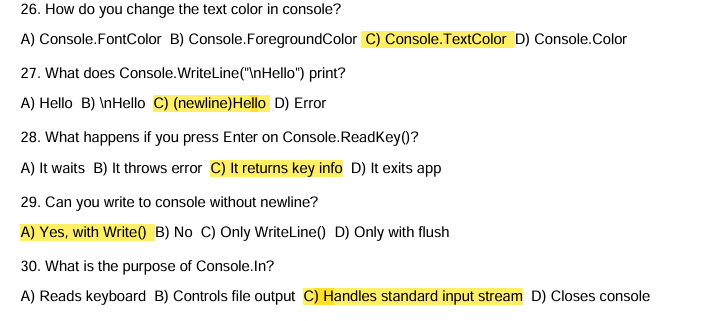 26. How do you change the text color in console?
A) Console.FontColor B) Console.ForegroundColor C) Console.TextColor D) Console.Color
27. What does Console.WriteLine("\nHello") print?
A) Hello B) \nHello C) (newline)Hello D) Error
28. What happens if you press Enter on Console.ReadKey()?
A) It waits B) It throws error C) It returns key info D) It exits app
29. Can you write to console without newline?
A) Yes, with Write() B) No C) Only WriteLine() D) Only with flush
30. What is the purpose of Console.In?
A) Reads keyboard B) Controls file output C) Handles standard input stream D) Closes console